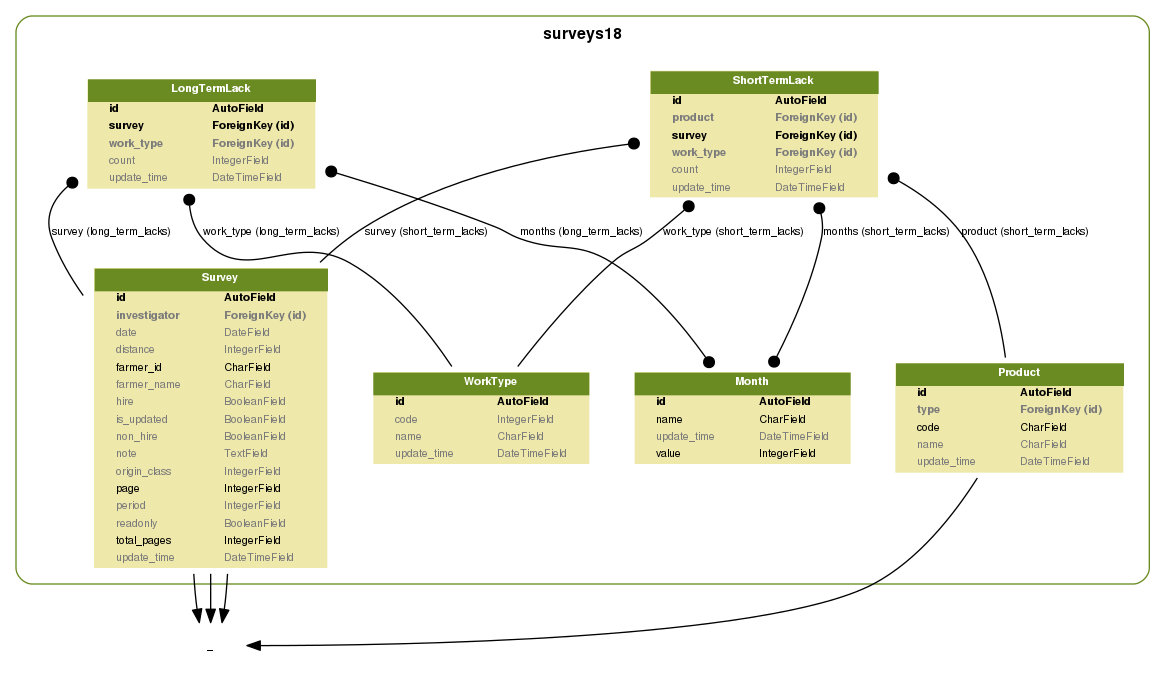 surveys18
LongTermLack
id AutoField
survey ForeignKey (id)
work_type ForeignKey (id)
count IntegerField
update_time DateTimeField
ShortTermLack
id AutoField
product ForeignKey (id)
survey ForeignKey (id)
work_type ForeignKey (id)
count IntegerField
update_time DateTimeField
survey (long_term_lacks)
work_type (long_term_lacks)
survey (short_term_lacks)
months (long_term_lacks)
work_type (short_term_lacks)
months (short_term_lacks)
product (short_term_lacks)
Survey
id AutoField
investigator ForeignKey (id)
date DateField
distance IntegerField
farmer_id CharField
farmer_name CharField
hire BooleanField
is_updated BooleanField
non_hire BooleanField
note TextField
origin_class IntegerField
page IntegerField
period IntegerField
readonly BooleanField
total_pages IntegerField
update_time DateTimeField
WorkType
id AutoField
code IntegerField
name CharField
update_time DateTimeField
Month
id AutoField
name CharField
update_time DateTimeField
value IntegerField
Product
id AutoField
type ForeignKey (id)
code CharField
name CharField
update_time DateTimeField
_